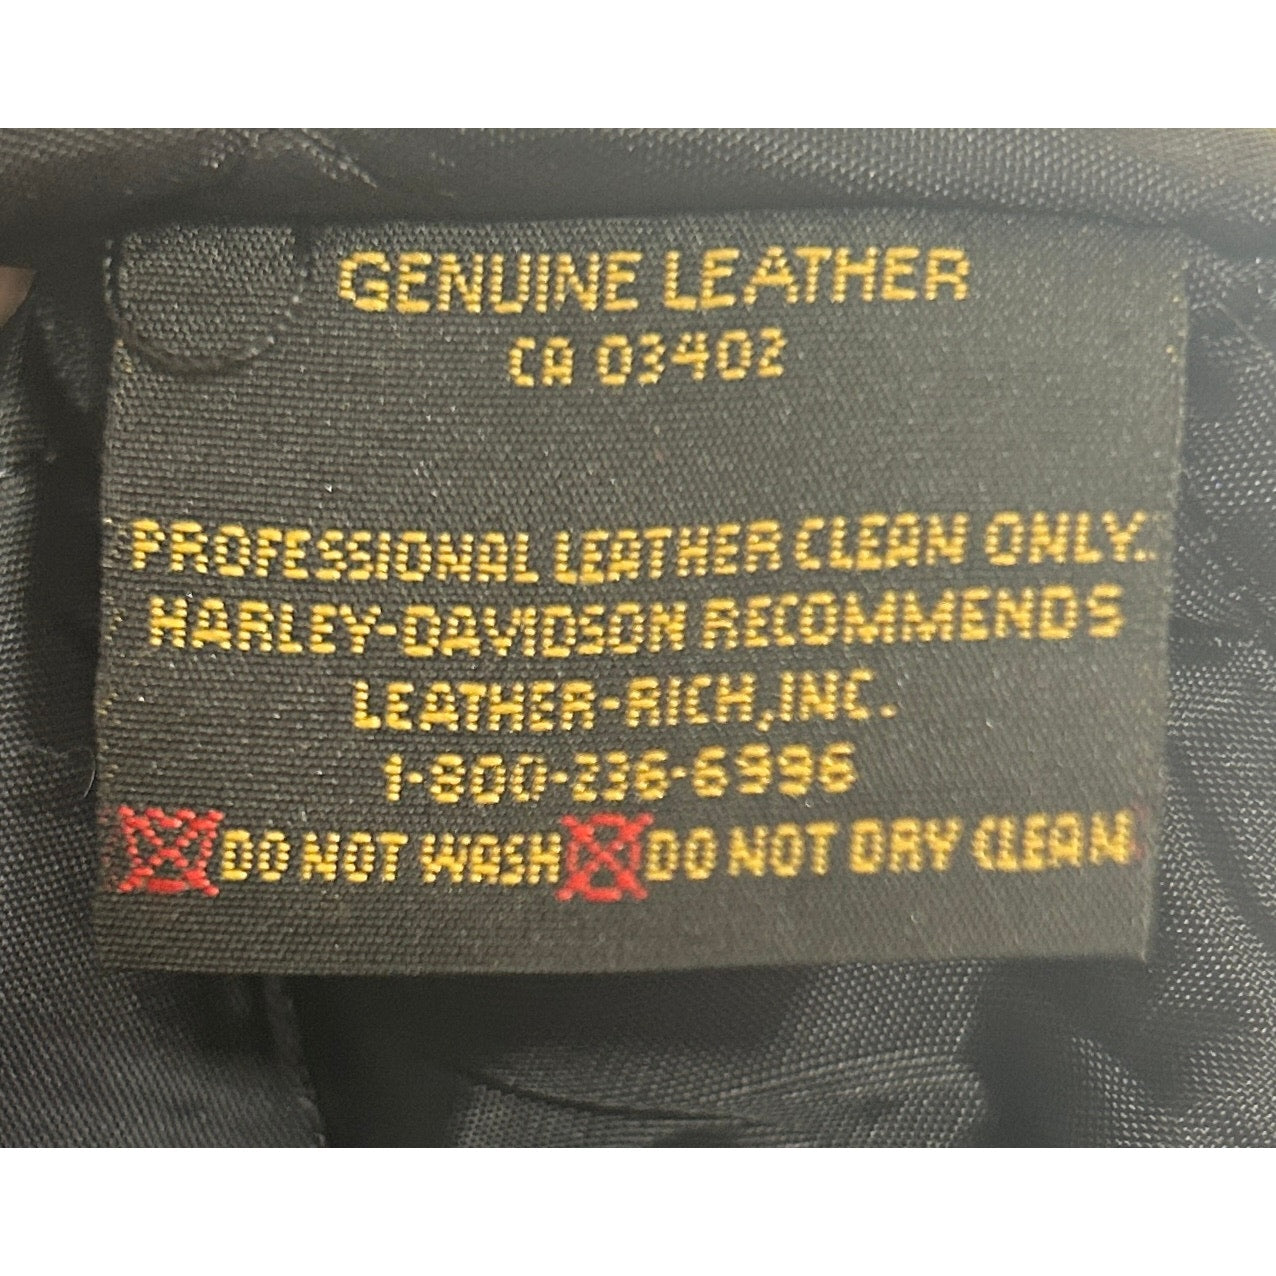 GENUINE LEATHER
CA 03402
PROFESSIONAL LEATHER CLEAN ONLY.
HARLEY-DAVIDSON RECOMMENDS
LEATHER-RICH,INC.
1-800-236-6996
DO NOT WASH DO NOT DRY CLEAN